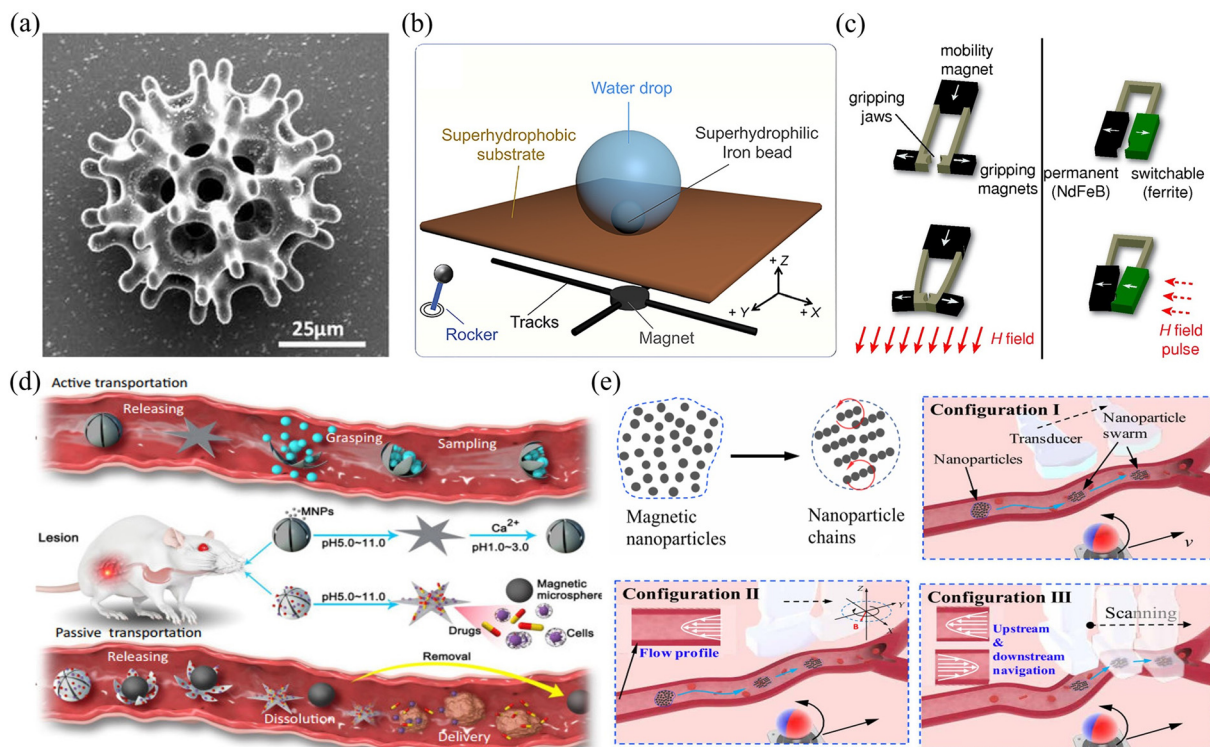 (a)
25µm
(b)
Water drop
Superhydrophobic
substrate
Superhydrophilic
Iron bead
Rocker
Tracks
Magnet
+ Z
+ Y
+ X
(c)
mobility
magnet
gripping
jaws
gripping
magnets
permanent
(NdFeB)
switchable
(ferrite)
H field
H field
pulse
(d)
Active transportation
Releasing
Grasping
Sampling
MNPs
Lesion
pH5.0~11.0
Ca²⁺
pH1.0~3.0
pH5.0~11.0
Magnetic
microsphere
Drugs
Cells
Passive transportation
Releasing
Removal
Dissolution
Delivery
(e)
Magnetic
nanoparticles
Nanoparticle
chains
Configuration I
Transducer
Nanoparticle
swarm
Nanoparticles
v
Configuration II
Flow profile
Z
Y
B
Configuration III
Scanning
Upstream
&
downstream
navigation